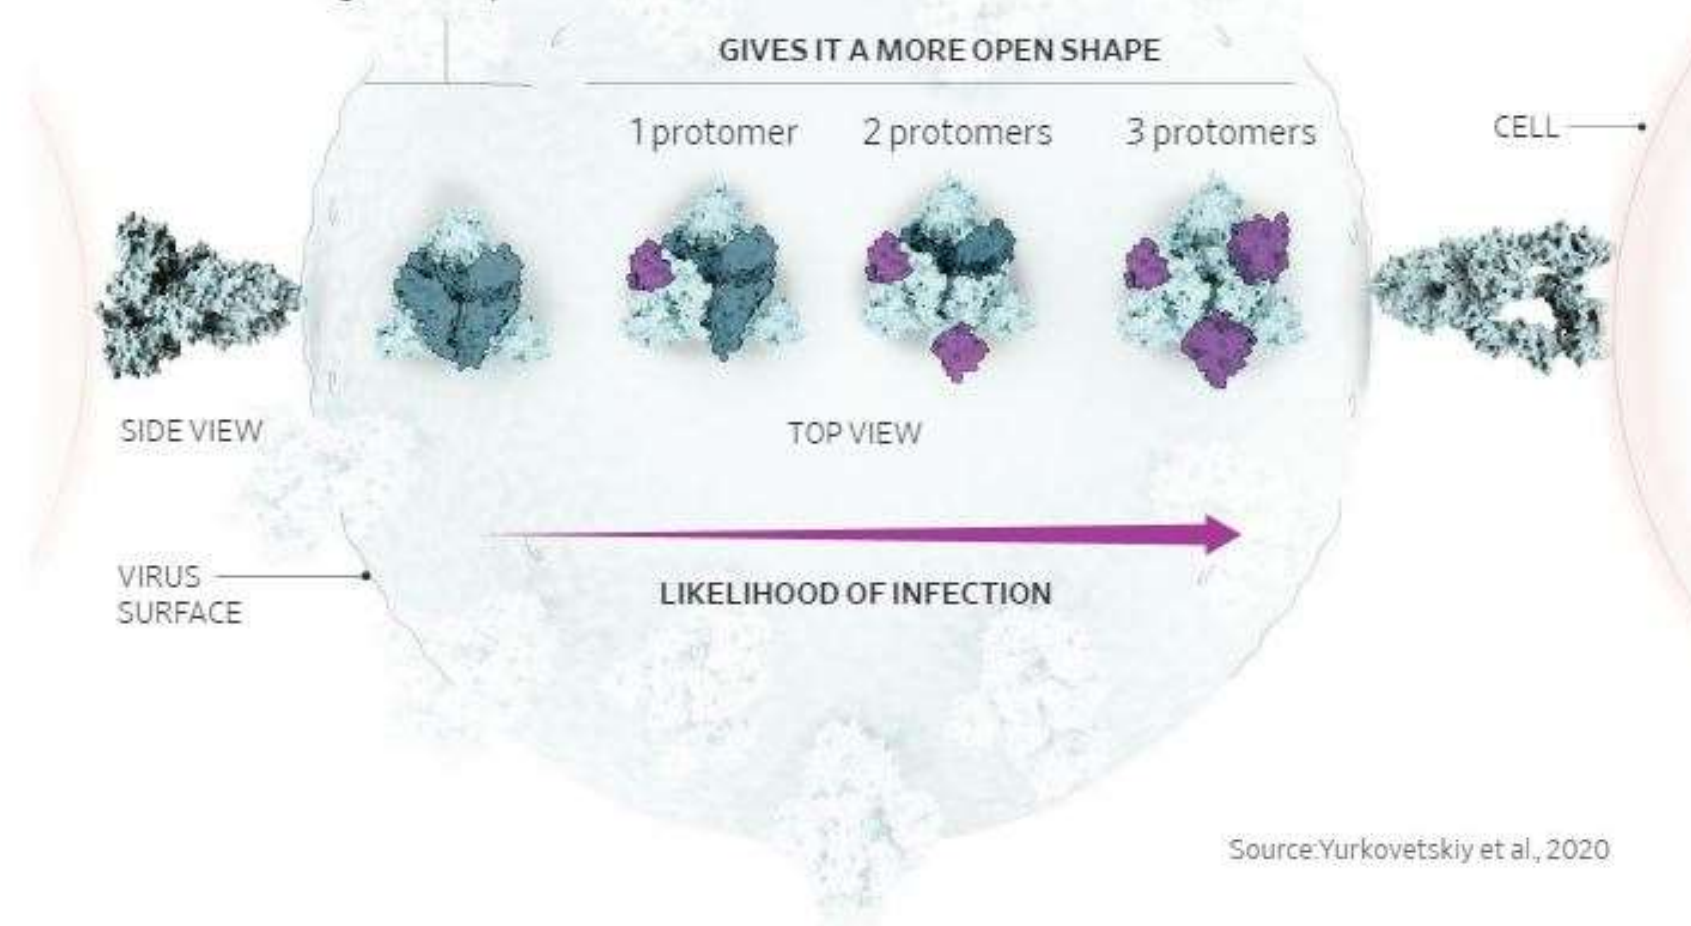 GIVES IT A MORE OPEN SHAPE
1 protomer
2 protomers
3 protomers
CELL
SIDE VIEW
TOP VIEW
VIRUS
SURFACE
LIKELIHOOD OF INFECTION
Source:Yurkovetskiy et al., 2020